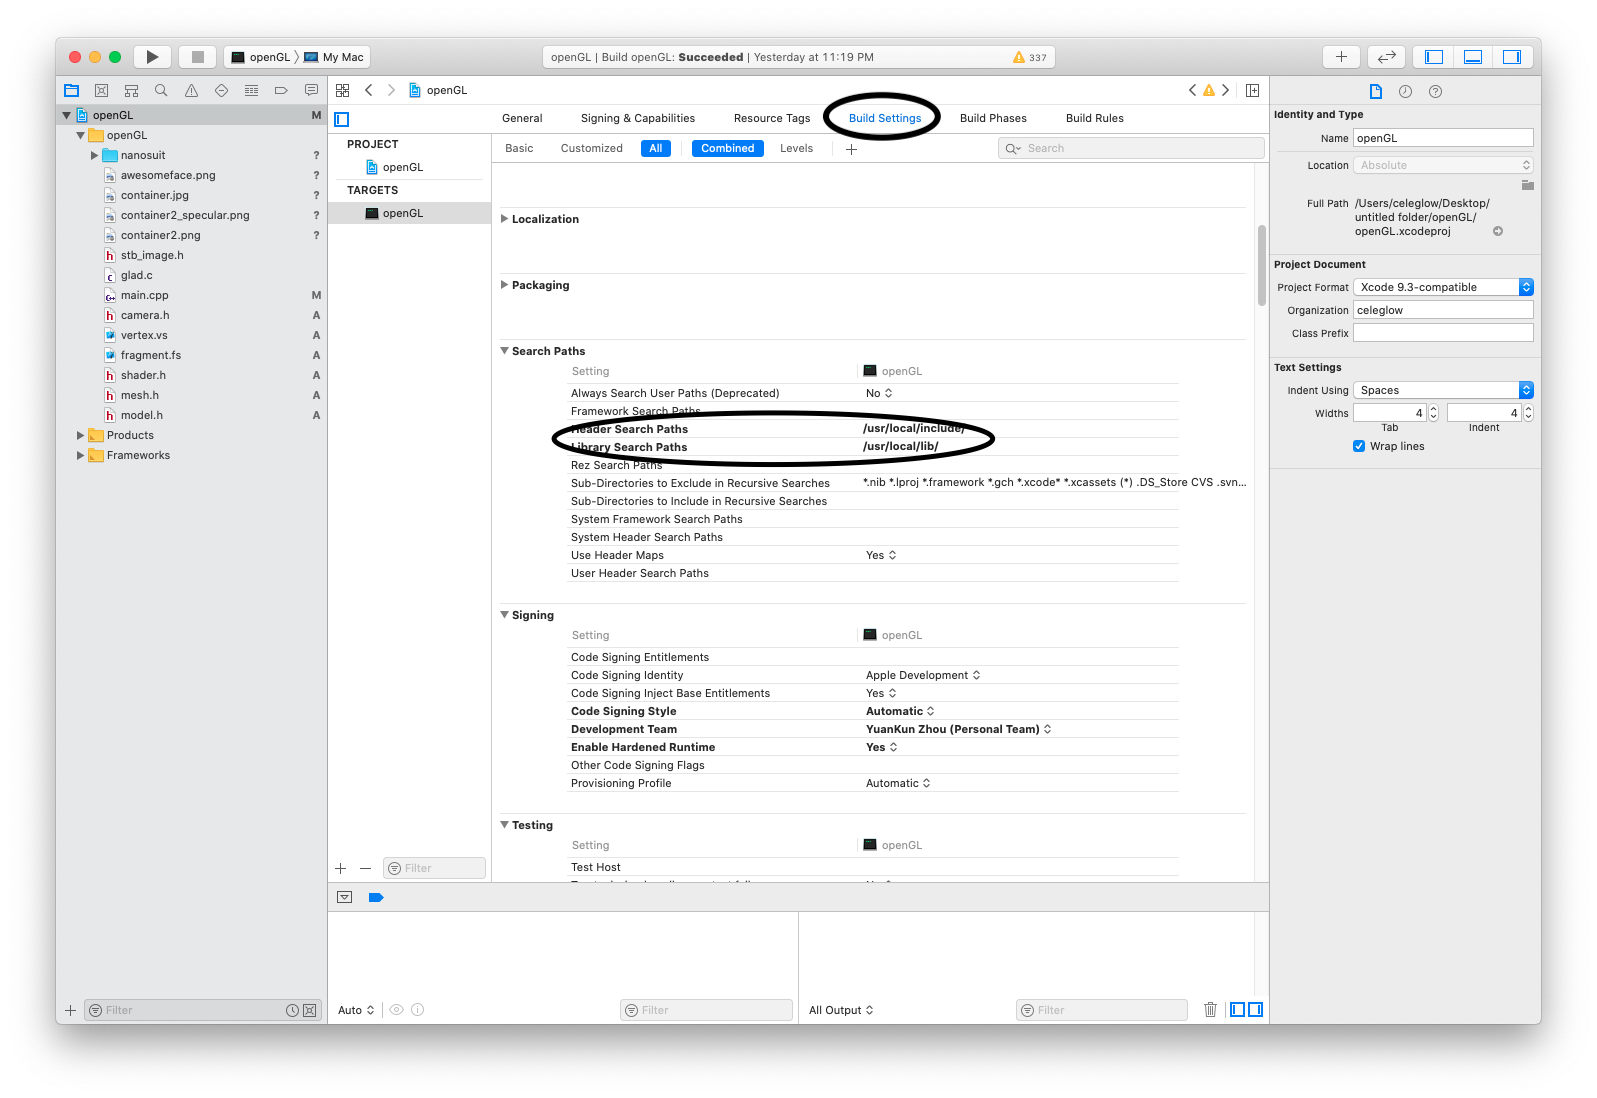 openGL 〉 My Mac
openGL | Build openGL: Succeeded | Yesterday at 11:19 PM
337
openGL
openGL M
openGL
nanosuit ?
awesomeface.png ?
container.jpg ?
container2_specular.png ?
container2.png ?
stb_image.h
glad.c
main.cpp M
camera.h A
vertex.vs A
fragment.fs A
shader.h A
mesh.h A
model.h A
Products
Frameworks
Filter
General Signing & Capabilities Resource Tags Build Settings Build Phases Build Rules
PROJECT
openGL
TARGETS
openGL
Filter
Basic Customized All Combined Levels + Search
Localization
Packaging
Search Paths
Setting openGL
Always Search User Paths (Deprecated) No
Framework Search Paths
Header Search Paths /usr/local/include/
Library Search Paths /usr/local/lib/
Rez Search Paths
Sub-Directories to Exclude in Recursive Searches *.nib *.lproj *.framework *.gch *.xcode* *.xcassets (*) .DS_Store CVS .svn...
Sub-Directories to Include in Recursive Searches
System Framework Search Paths
System Header Search Paths
Use Header Maps Yes
User Header Search Paths
Signing
Setting openGL
Code Signing Entitlements
Code Signing Identity Apple Development
Code Signing Inject Base Entitlements Yes
Code Signing Style Automatic
Development Team YuanKun Zhou (Personal Team)
Enable Hardened Runtime Yes
Other Code Signing Flags
Provisioning Profile Automatic
Testing
Setting openGL
Test Host
Auto
Filter
All Output
Filter
Identity and Type
Name openGL
Location Absolute
Full Path /Users/celeglow/Desktop/
untitled folder/openGL/
openGL.xcodeproj
Project Document
Project Format Xcode 9.3-compatible
Organization celeglow
Class Prefix
Text Settings
Indent Using Spaces
Widths 4 4
Tab Indent
Wrap lines